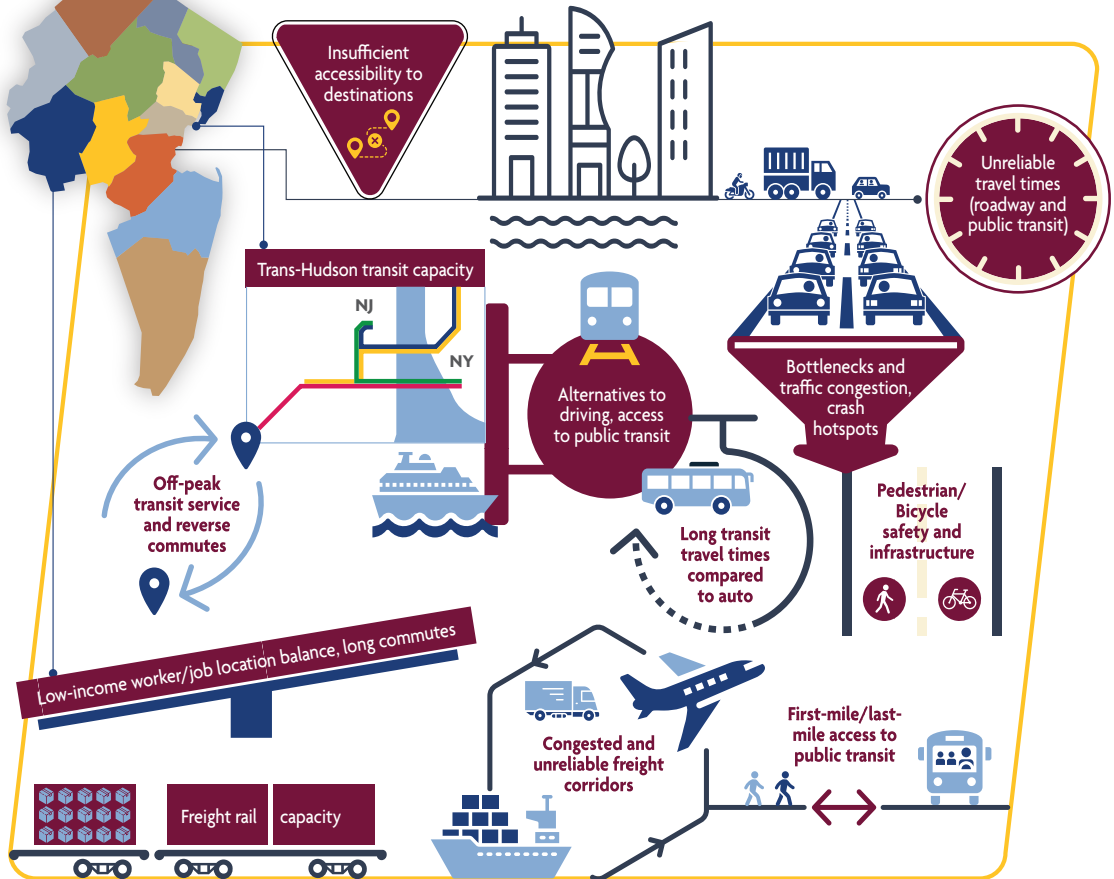 Insufficient
accessibility to
destinations
Unreliable
travel times
(roadway and
public transit)
Trans-Hudson transit capacity
NJ
NY
Alternatives to
driving, access
to public transit
Bottlenecks and
traffic congestion,
crash
hotspots
Off-peak
transit service
and reverse
commutes
Long transit
travel times
compared
to auto
Pedestrian/
Bicycle
safety and
infrastructure
Low-income worker/job location balance, long commutes
Congested and
unreliable freight
corridors
First-mile/last-
mile access to
public transit
Freight rail capacity